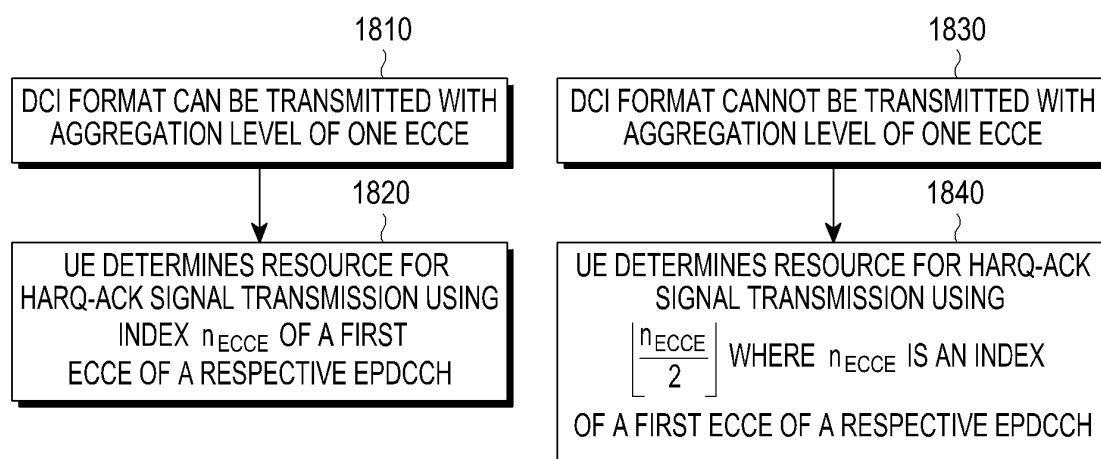 1810
DCI FORMAT CAN BE TRANSMITTED WITH
AGGREGATION LEVEL OF ONE ECCE
1820
UE DETERMINES RESOURCE FOR
HARQ-ACK SIGNAL TRANSMISSION USING
INDEX n_ECCE OF A FIRST
ECCE OF A RESPECTIVE EPDCCH
1830
DCI FORMAT CANNOT BE TRANSMITTED WITH
AGGREGATION LEVEL OF ONE ECCE
1840
UE DETERMINES RESOURCE FOR HARQ-ACK
SIGNAL TRANSMISSION USING
⌊n_ECCE / 2⌋ WHERE n_ECCE IS AN INDEX
OF A FIRST ECCE OF A RESPECTIVE EPDCCH